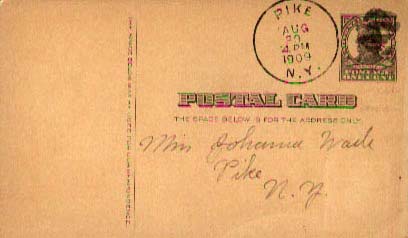 PIKE
AUG
4 PM
1909
N.Y.
POSTAL CARD
THE SPACE BELOW IS FOR THE ADDRESS ONLY.
Miss Johanna Wade
Pike
N.Y.